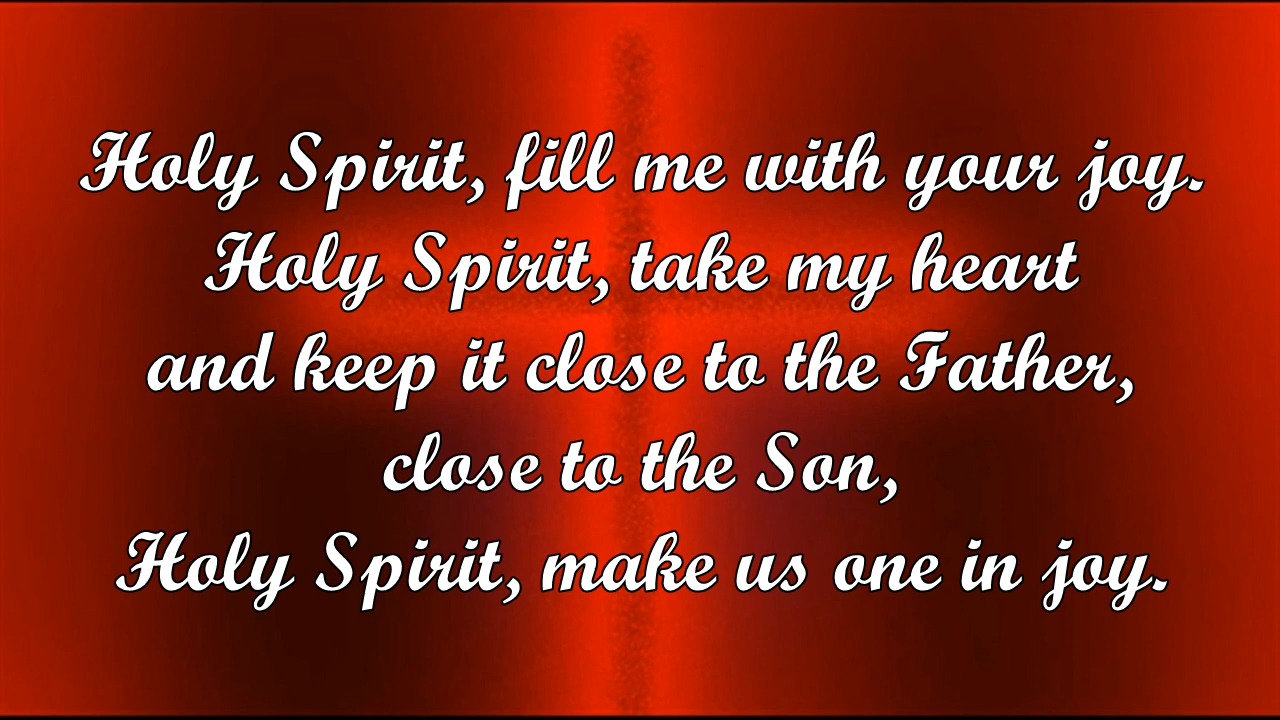 Holy Spirit, fill me with your joy.
Holy Spirit, take my heart
and keep it close to the Father,
close to the Son,
Holy Spirit, make us one in joy.